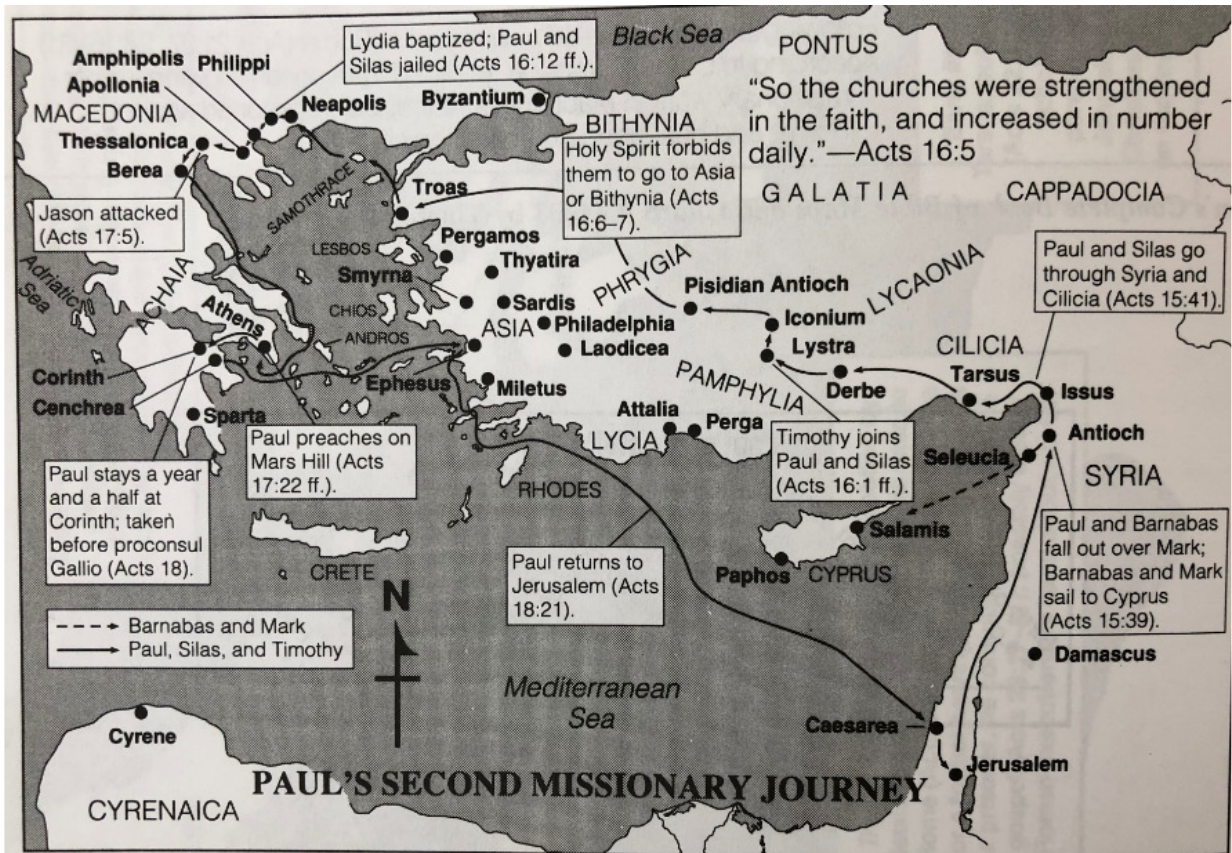 Black Sea
PONTUS
Lydia baptized; Paul and
Silas jailed (Acts 16:12 ff.).
Amphipolis
Philippi
Apollonia
Neapolis
Byzantium
MACEDONIA
Thessalonica
Berea
BITHYNIA
“So the churches were strengthened
in the faith, and increased in number
daily.”—Acts 16:5
Holy Spirit forbids
them to go to Asia
or Bithynia (Acts
16:6–7).
GALATIA
CAPPADOCIA
Jason attacked
(Acts 17:5).
SAMOTHRACE
Troas
LESBOS
Pergamos
Thyatira
Smyrna
Sardis
CHIOS
ASIA
Philadelphia
Laodicea
PHRYGIA
Pisidian Antioch
LYCAONIA
Iconium
Lystra
Derbe
Paul and Silas go
through Syria and
Cilicia (Acts 15:41).
Adriatic
Sea
ACHAIA
Athens
ANDROS
Corinth
Cenchrea
Sparta
Ephesus
Miletus
PAMPHYLIA
CILICIA
Tarsus
Issus
Attalia
Perga
LYCIA
Antioch
Seleucia
SYRIA
Paul stays a year
and a half at
Corinth; taken
before proconsul
Gallio (Acts 18).
Paul preaches on
Mars Hill (Acts
17:22 ff.).
Timothy joins
Paul and Silas
(Acts 16:1 ff.).
RHODES
Salamis
Paphos
CYPRUS
CRETE
Paul returns to
Jerusalem (Acts
18:21).
Paul and Barnabas
fall out over Mark;
Barnabas and Mark
sail to Cyprus
(Acts 15:39).
N
Barnabas and Mark
Paul, Silas, and Timothy
Damascus
Mediterranean
Sea
Caesarea
Cyrene
Jerusalem
PAUL'S SECOND MISSIONARY JOURNEY
CYRENAICA